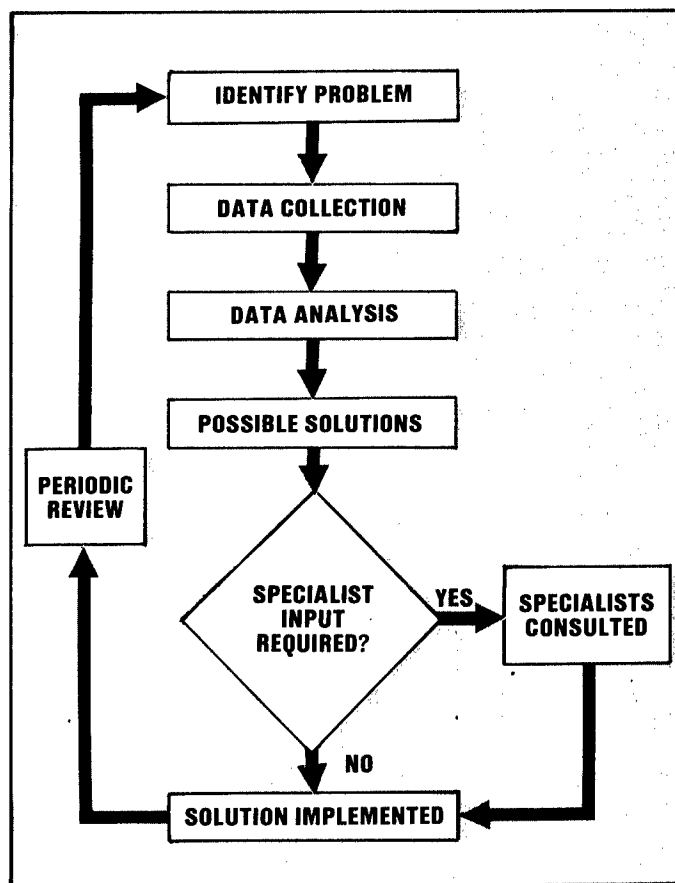 IDENTIFY PROBLEM
DATA COLLECTION
DATA ANALYSIS
POSSIBLE SOLUTIONS
PERIODIC
REVIEW
SPECIALIST
INPUT
REQUIRED?
YES
SPECIALISTS
CONSULTED
NO
SOLUTION IMPLEMENTED